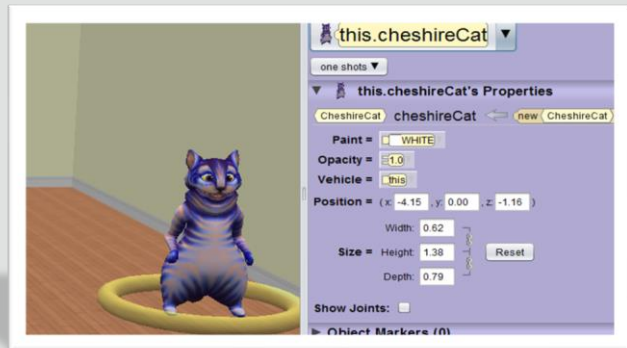 this.cheshireCat ▼
one shots ▼
▼ this.cheshireCat's Properties
CheshireCat cheshireCat new CheshireCat
Paint = WHITE
Opacity = 1.0
Vehicle = this
Position = (x: -4.15 , y: 0.00 , z: -1.16 )
Width: 0.62
Size = Height: 1.38 Reset
Depth: 0.79
Show Joints:
▶ Object Markers (0)